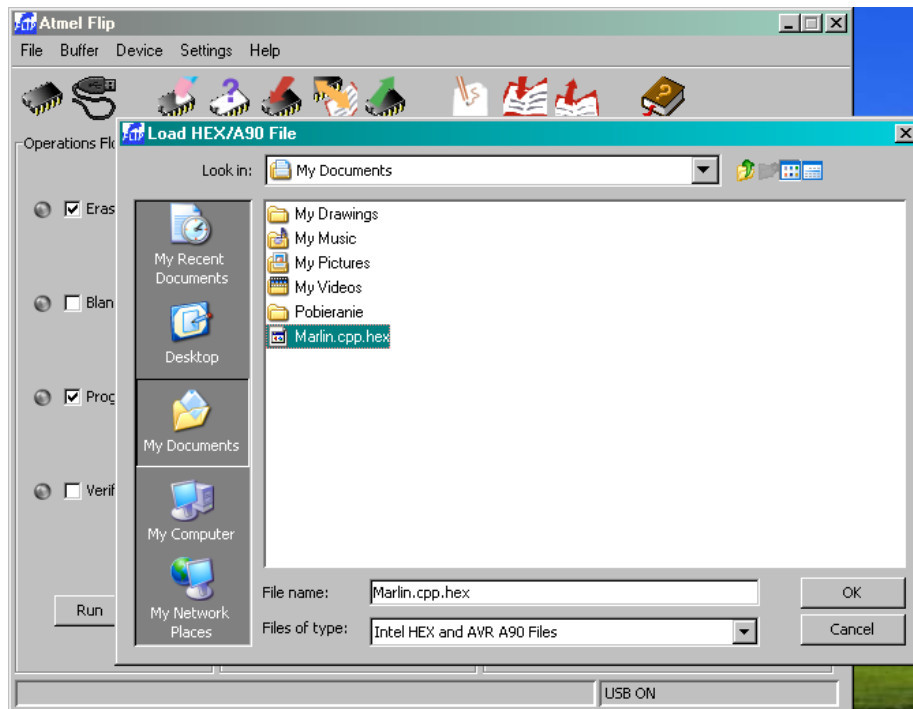 Atmel Flip
File Buffer Device Settings Help
Load HEX/A90 File
Operations Flo
Look in: My Documents
Eras
Blan
Prog
Verif
Run
My Recent
Documents
Desktop
My Documents
My Computer
My Network
Places
My Drawings
My Music
My Pictures
My Videos
Pobieranie
Marlin.cpp.hex
File name: Marlin.cpp.hex OK
Files of type: Intel HEX and AVR A90 Files Cancel
USB ON